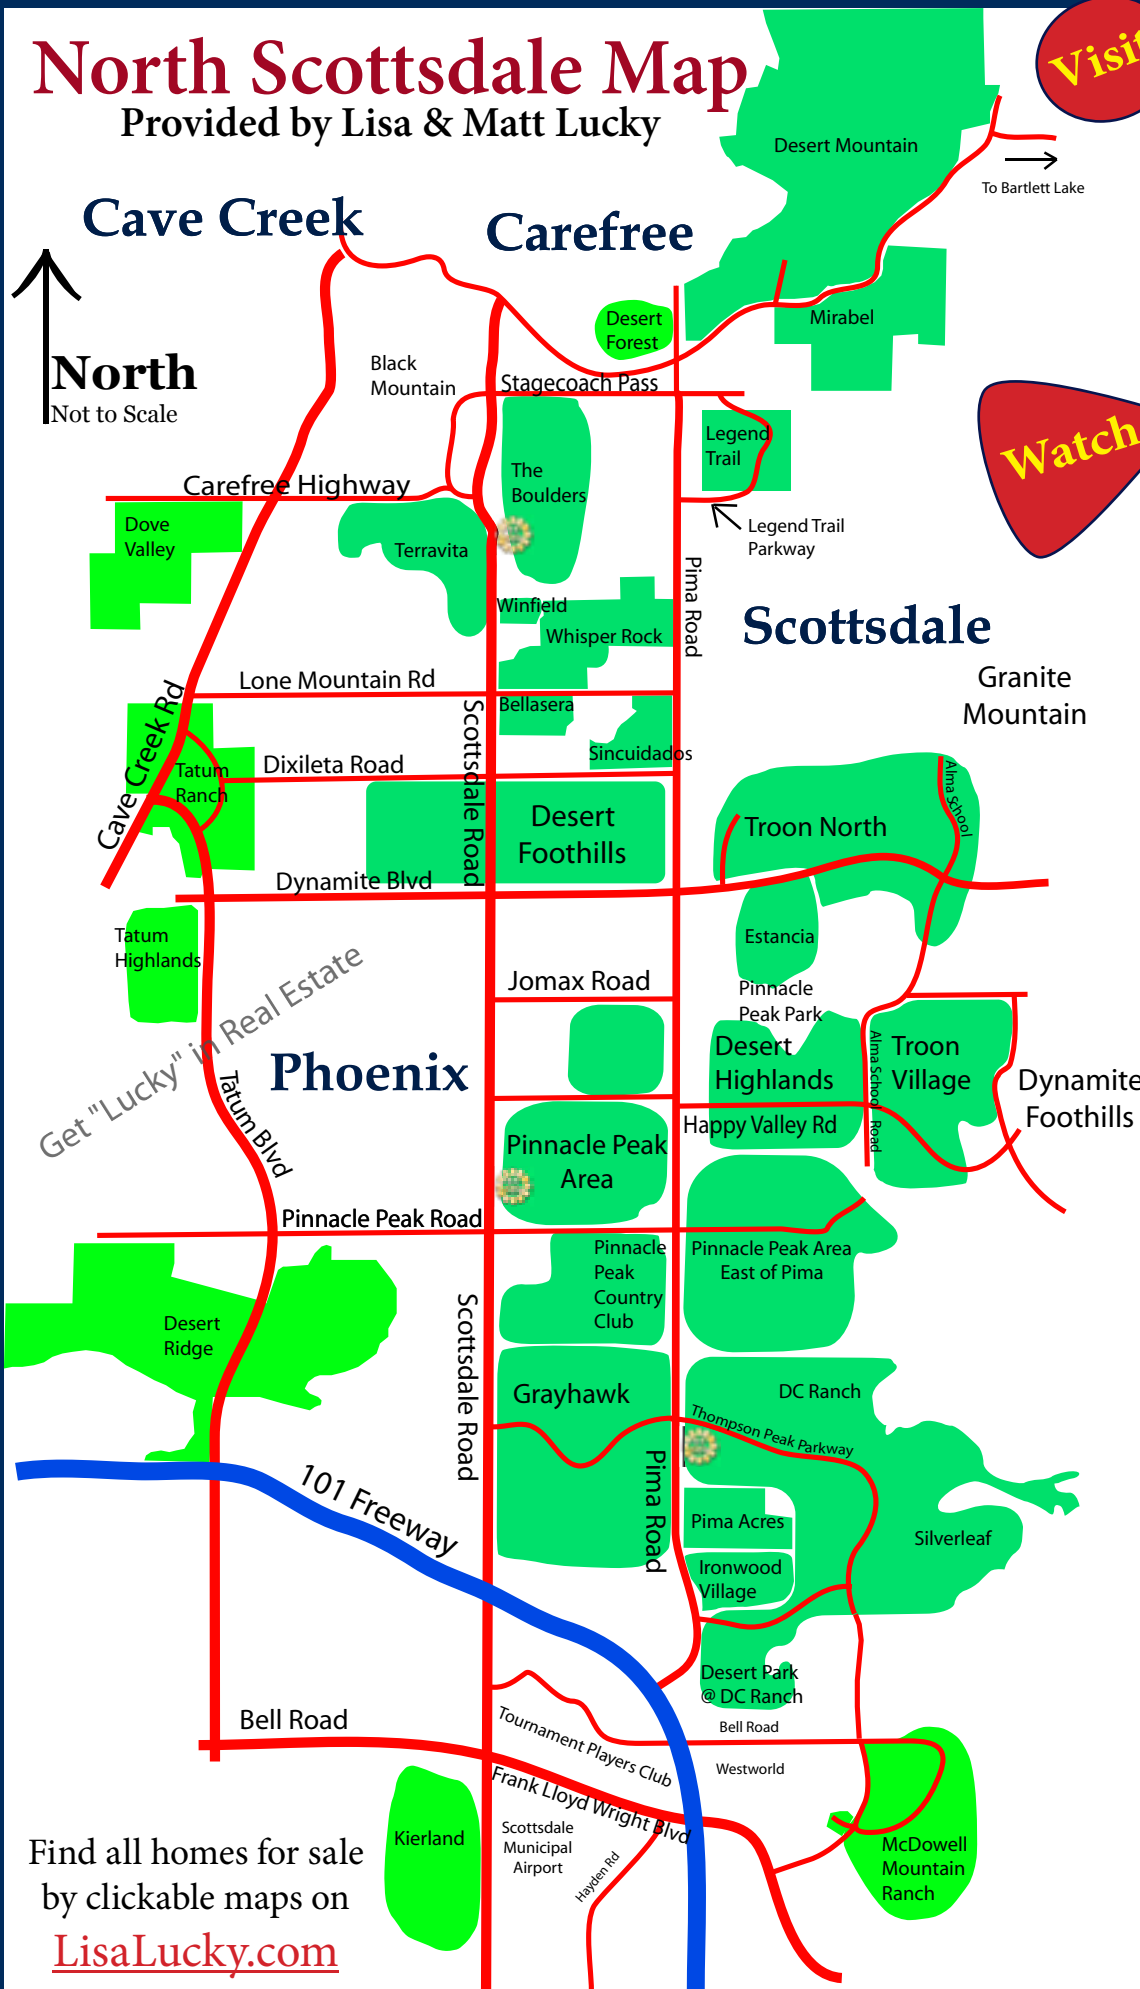 North Scottsdale Map
Provided by Lisa & Matt Lucky
Visit
Desert Mountain
To Bartlett Lake
Cave Creek
Carefree
North
Not to Scale
Desert
Forest
Mirabel
Black
Mountain
Stagecoach Pass
Watch
Legend
Trail
The
Boulders
Carefree Highway
Dove
Valley
Terravita
Legend Trail
Parkway
Pima Road
Winfield
Whisper Rock
Scottsdale
Granite
Mountain
Lone Mountain Rd
Cave Creek Rd
Bellasera
Scottsdale Road
Sincuidados
Dixileta Road
Tatum
Ranch
Alma School
Desert
Foothills
Troon North
Dynamite Blvd
Tatum
Highlands
Estancia
Get "Lucky" in Real Estate
Jomax Road
Pinnacle
Peak Park
Phoenix
Desert
Highlands
Alma School Road
Troon
Village
Dynamite
Foothills
Tatum Blvd
Happy Valley Rd
Pinnacle Peak
Area
Pinnacle Peak Road
Pinnacle
Peak
Country
Club
Pinnacle Peak Area
East of Pima
Desert
Ridge
Scottsdale Road
Grayhawk
DC Ranch
Thompson Peak Parkway
Pima Road
101 Freeway
Pima Acres
Silverleaf
Ironwood
Village
Desert Park
@ DC Ranch
Bell Road
Tournament Players Club
Bell Road
Westworld
Frank Lloyd Wright Blvd
Kierland
Scottsdale
Municipal
Airport
Hayden Rd
McDowell
Mountain
Ranch
Find all homes for sale
by clickable maps on
LisaLucky.com